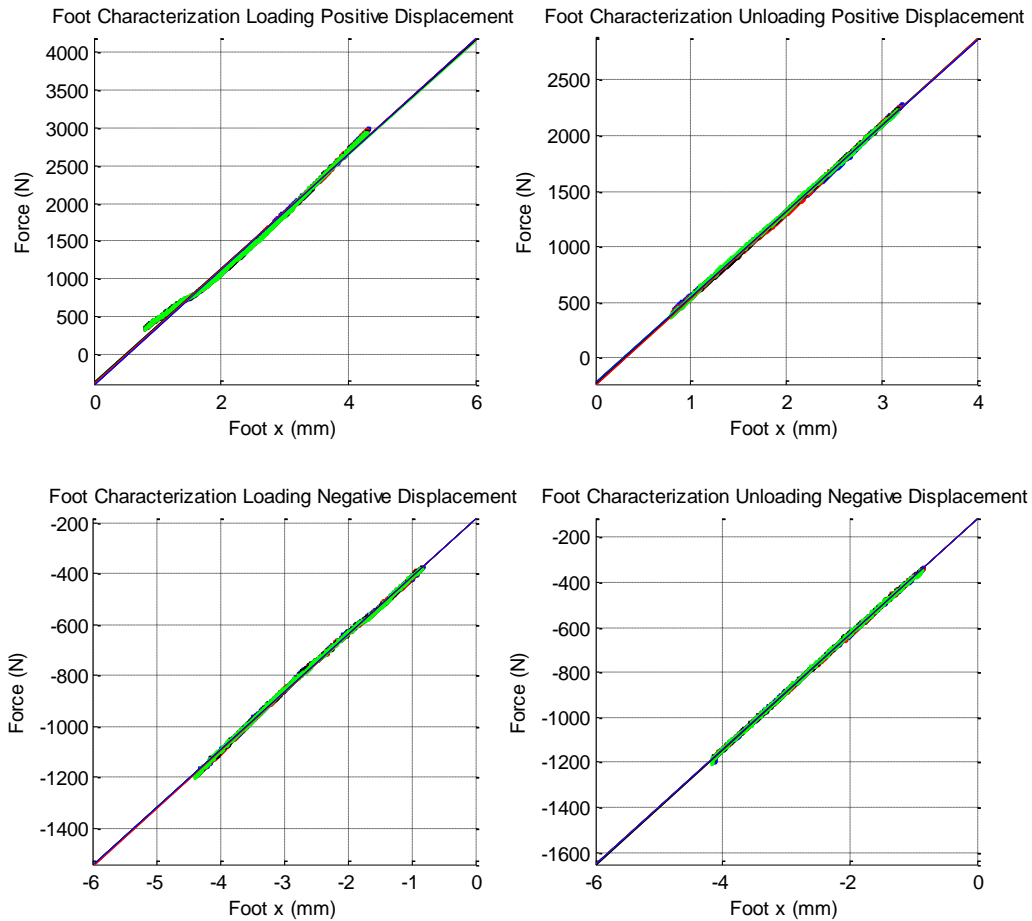 Foot Characterization Loading Positive Displacement
4000
3500
3000
2500
2000
1500
1000
500
0
Force (N)
0 2 4 6
Foot x (mm)
Foot Characterization Unloading Positive Displacement
2500
2000
1500
1000
500
0
Force (N)
0 1 2 3 4
Foot x (mm)
Foot Characterization Loading Negative Displacement
-200
-400
-600
-800
-1000
-1200
-1400
Force (N)
-6 -5 -4 -3 -2 -1 0
Foot x (mm)
Foot Characterization Unloading Negative Displacement
-200
-400
-600
-800
-1000
-1200
-1400
-1600
Force (N)
-6 -4 -2 0
Foot x (mm)